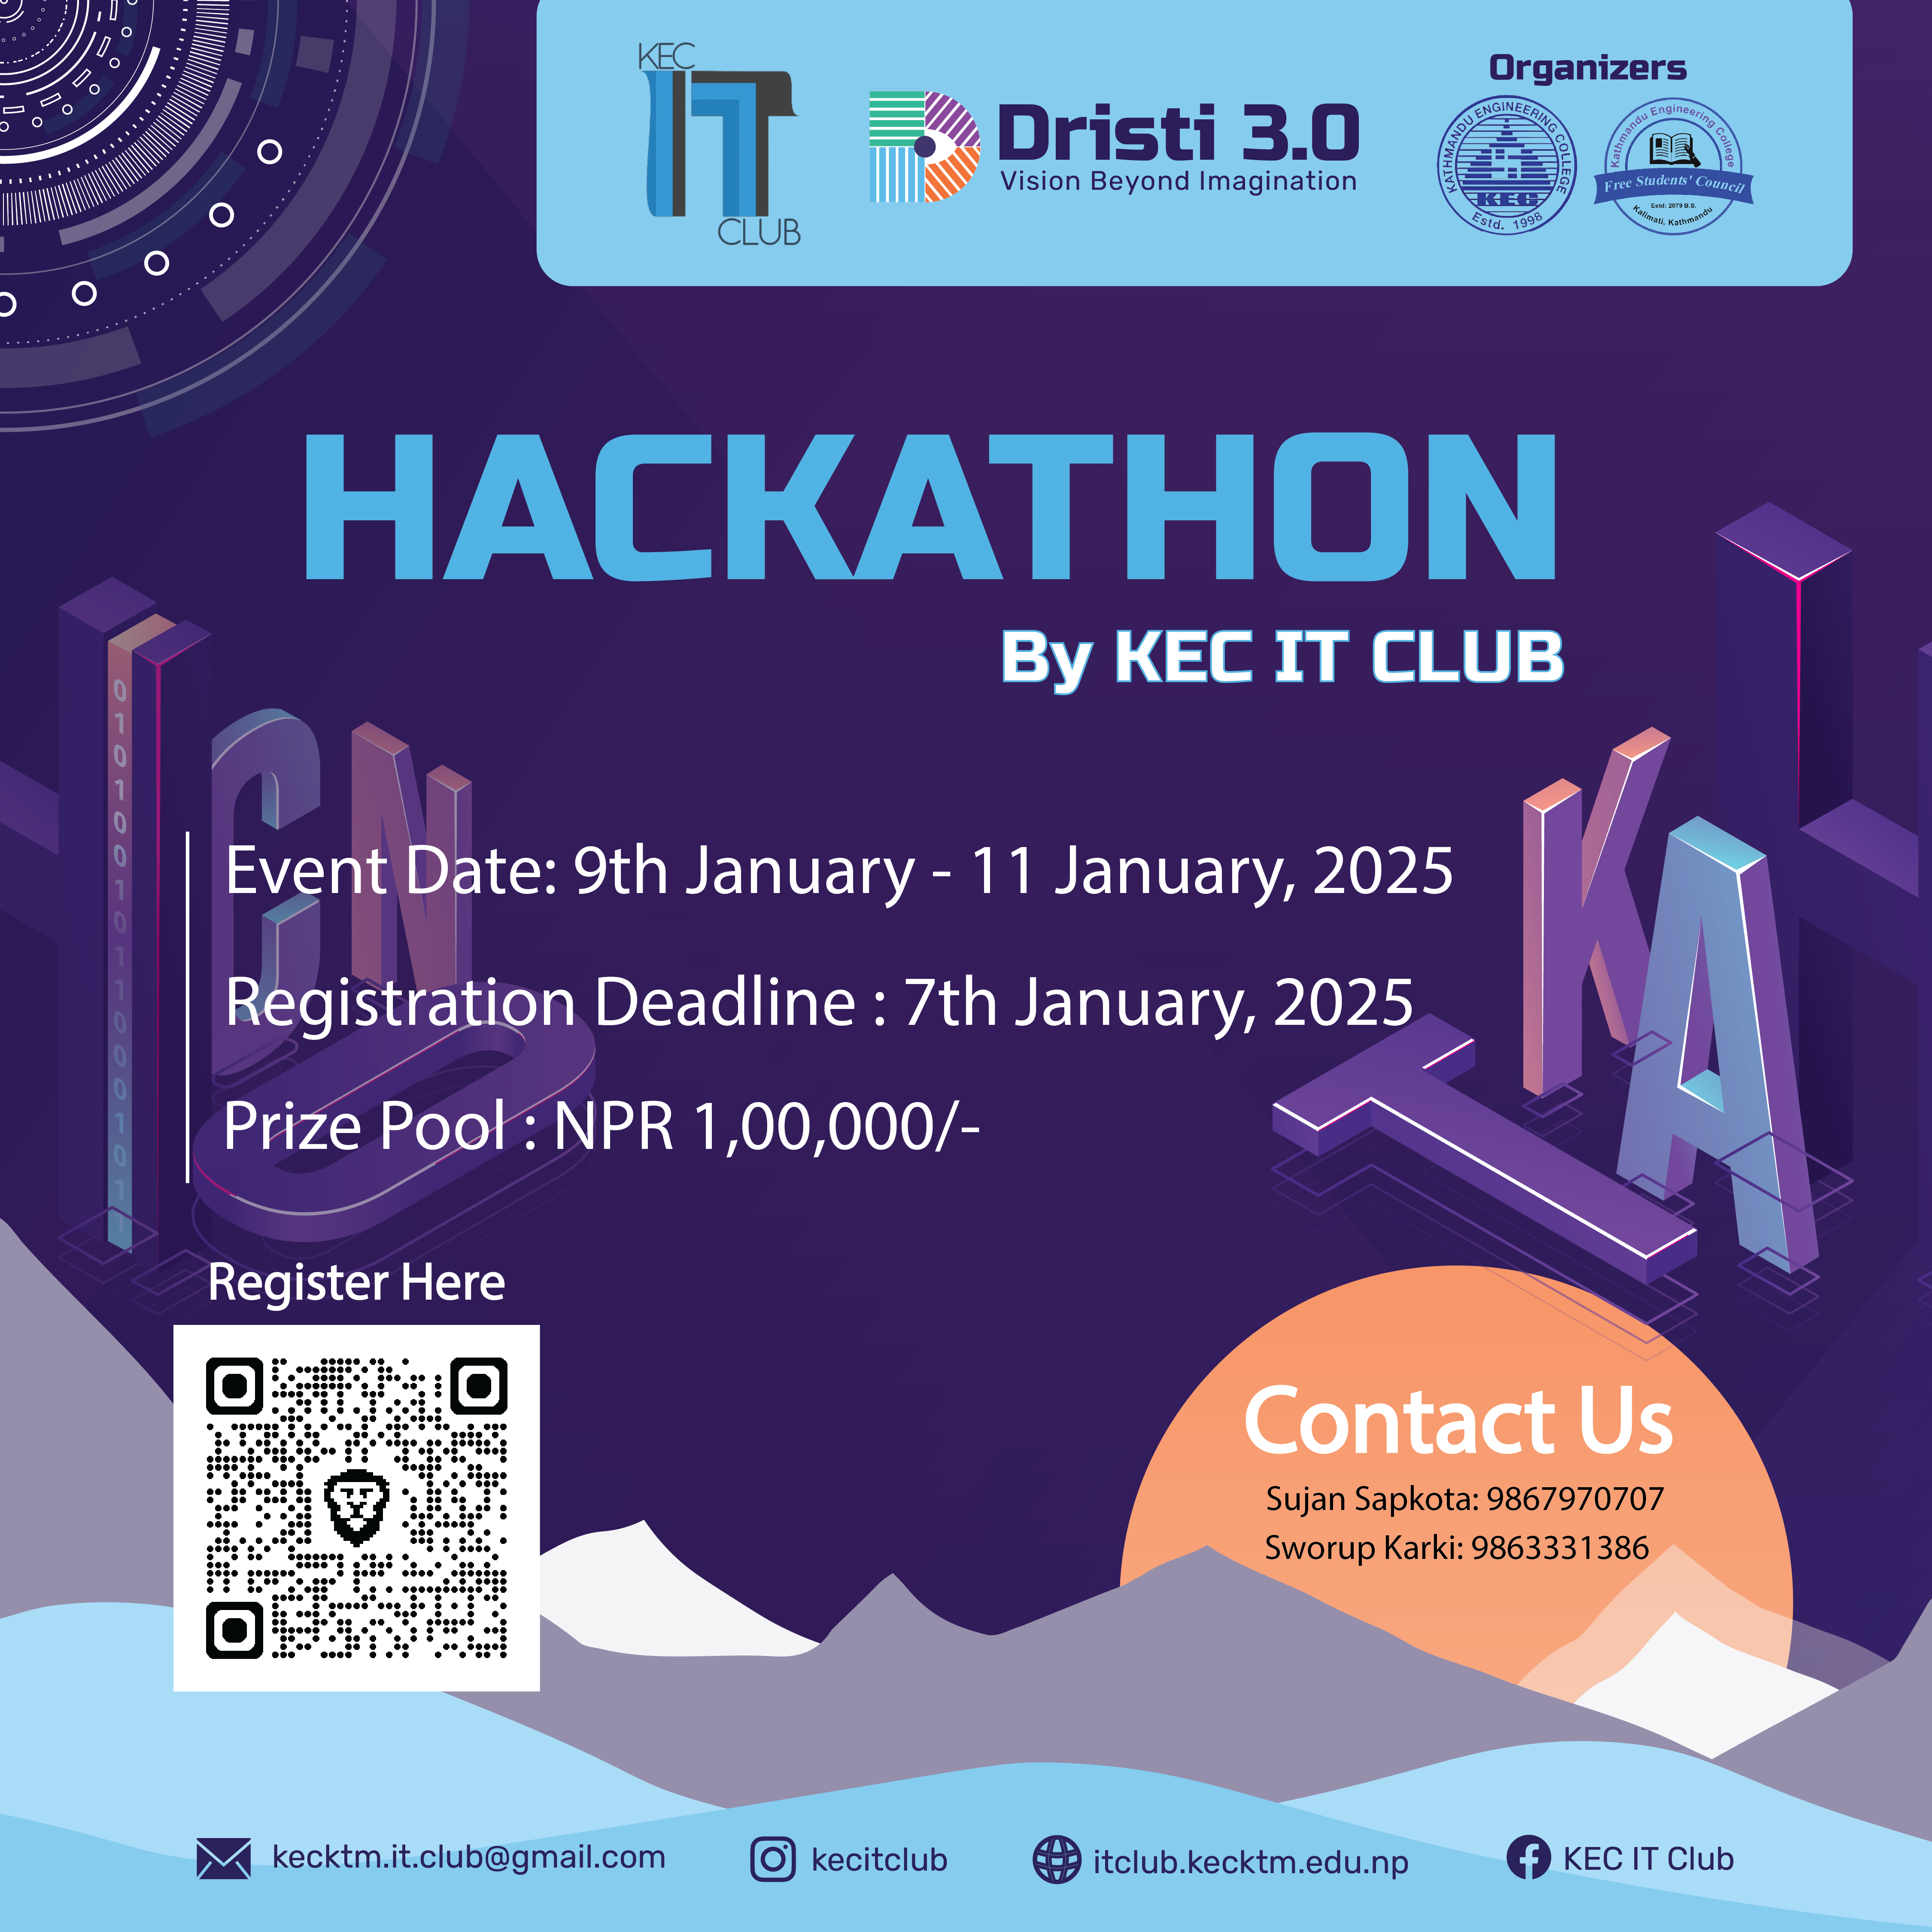 KEC
IT
CLUB
Dristi 3.0
Vision Beyond Imagination
Organizers
KATHMANDU ENGINEERING COLLEGE
KEC
Estd. 1998
Kathmandu Engineering College
Free Students' Council
Estd: 2079 B.S.
Kalimati, Kathmandu
HACKATHON
By KEC IT CLUB
Event Date: 9th January - 11 January, 2025
Registration Deadline : 7th January, 2025
Prize Pool : NPR 1,00,000/-
Register Here
Contact Us
Sujan Sapkota: 9867970707
Sworup Karki: 9863331386
kecktm.it.club@gmail.com
kecitclub
itclub.kecktm.edu.np
KEC IT Club